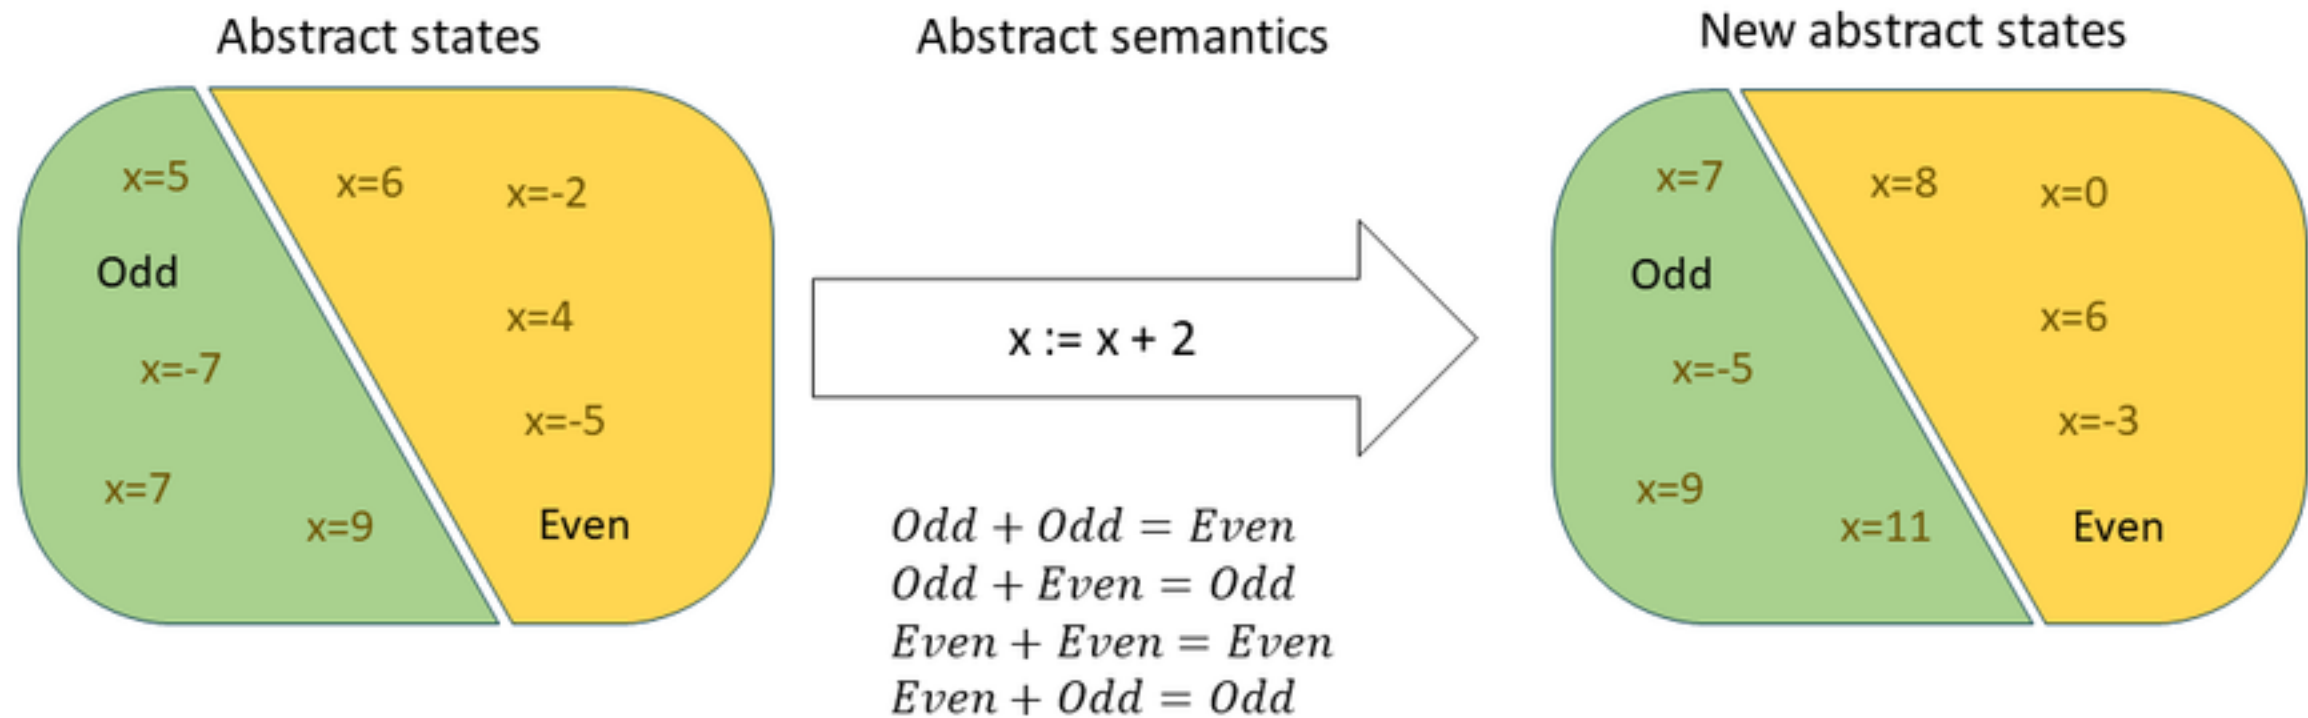 Abstract states
x=5
x=6
x=-2
Odd
x=4
x=-7
x=-5
x=7
x=9
Even
Abstract semantics
x := x + 2
Odd + Odd = Even
Odd + Even = Odd
Even + Even = Even
Even + Odd = Odd
New abstract states
x=7
x=8
x=0
Odd
x=6
x=-5
x=-3
x=9
x=11
Even